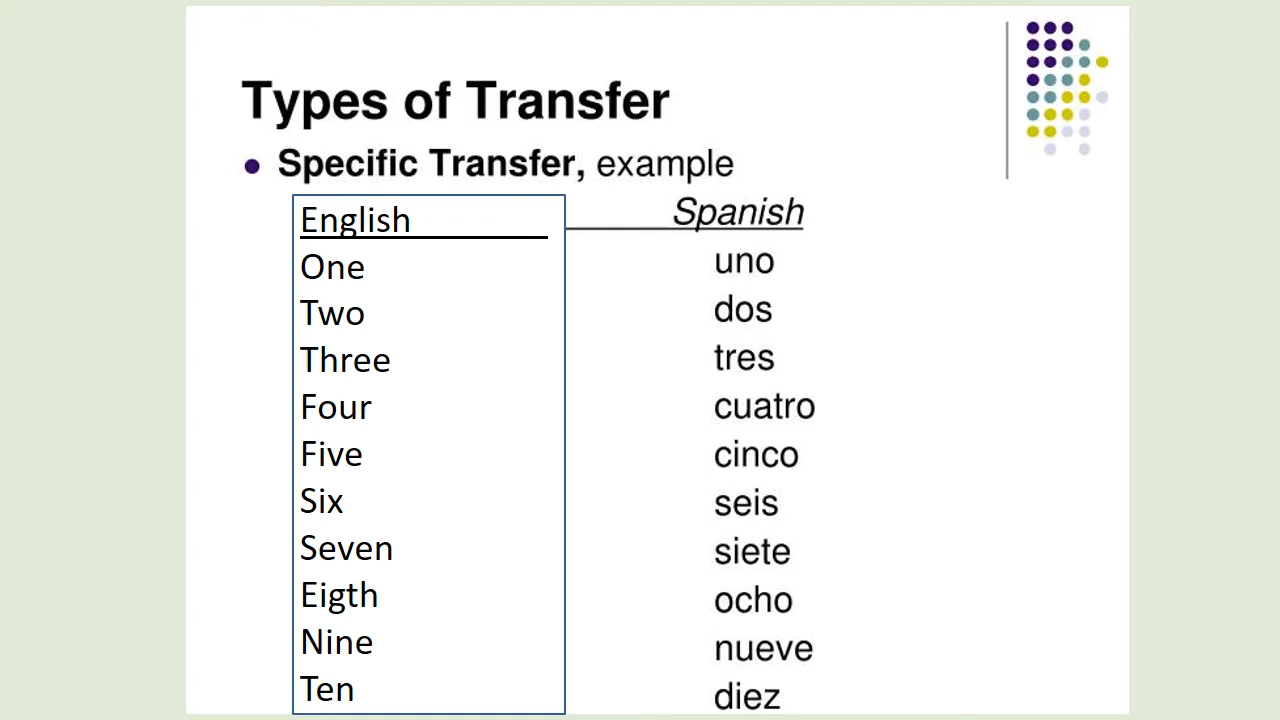 Types of Transfer
Specific Transfer, example
English Spanish
One uno
Two dos
Three tres
Four cuatro
Five cinco
Six seis
Seven siete
Eigth ocho
Nine nueve
Ten diez